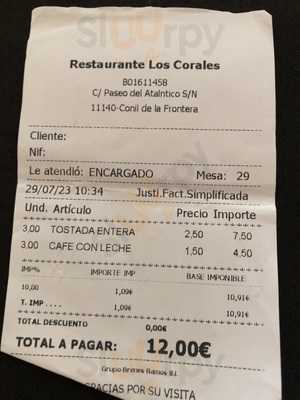 Sluurpy
Restaurante Los Corales
B01611458
C/ Paseo del Atalntico S/N
11140-Conil de la Frontera
Cliente:
Nif:
Le atendió: ENCARGADO Mesa: 29
29/07/23 10:34 Justi.Fact.Simplificada
Und. Artículo Precio Importe
3,00 TOSTADA ENTERA 2,50 7,50
3,00 CAFE CON LECHE 1,50 4,50
IMP% IMPORTE IMP BASE IMPONIBLE
10,00 1,09€ 10,91€
T. IMP .... 1,09€ 10,91€
TOTAL DESCUENTO 0,00€
TOTAL A PAGAR: 12,00€
Grupo Ramos S.L
GRACIAS POR SU VISITA